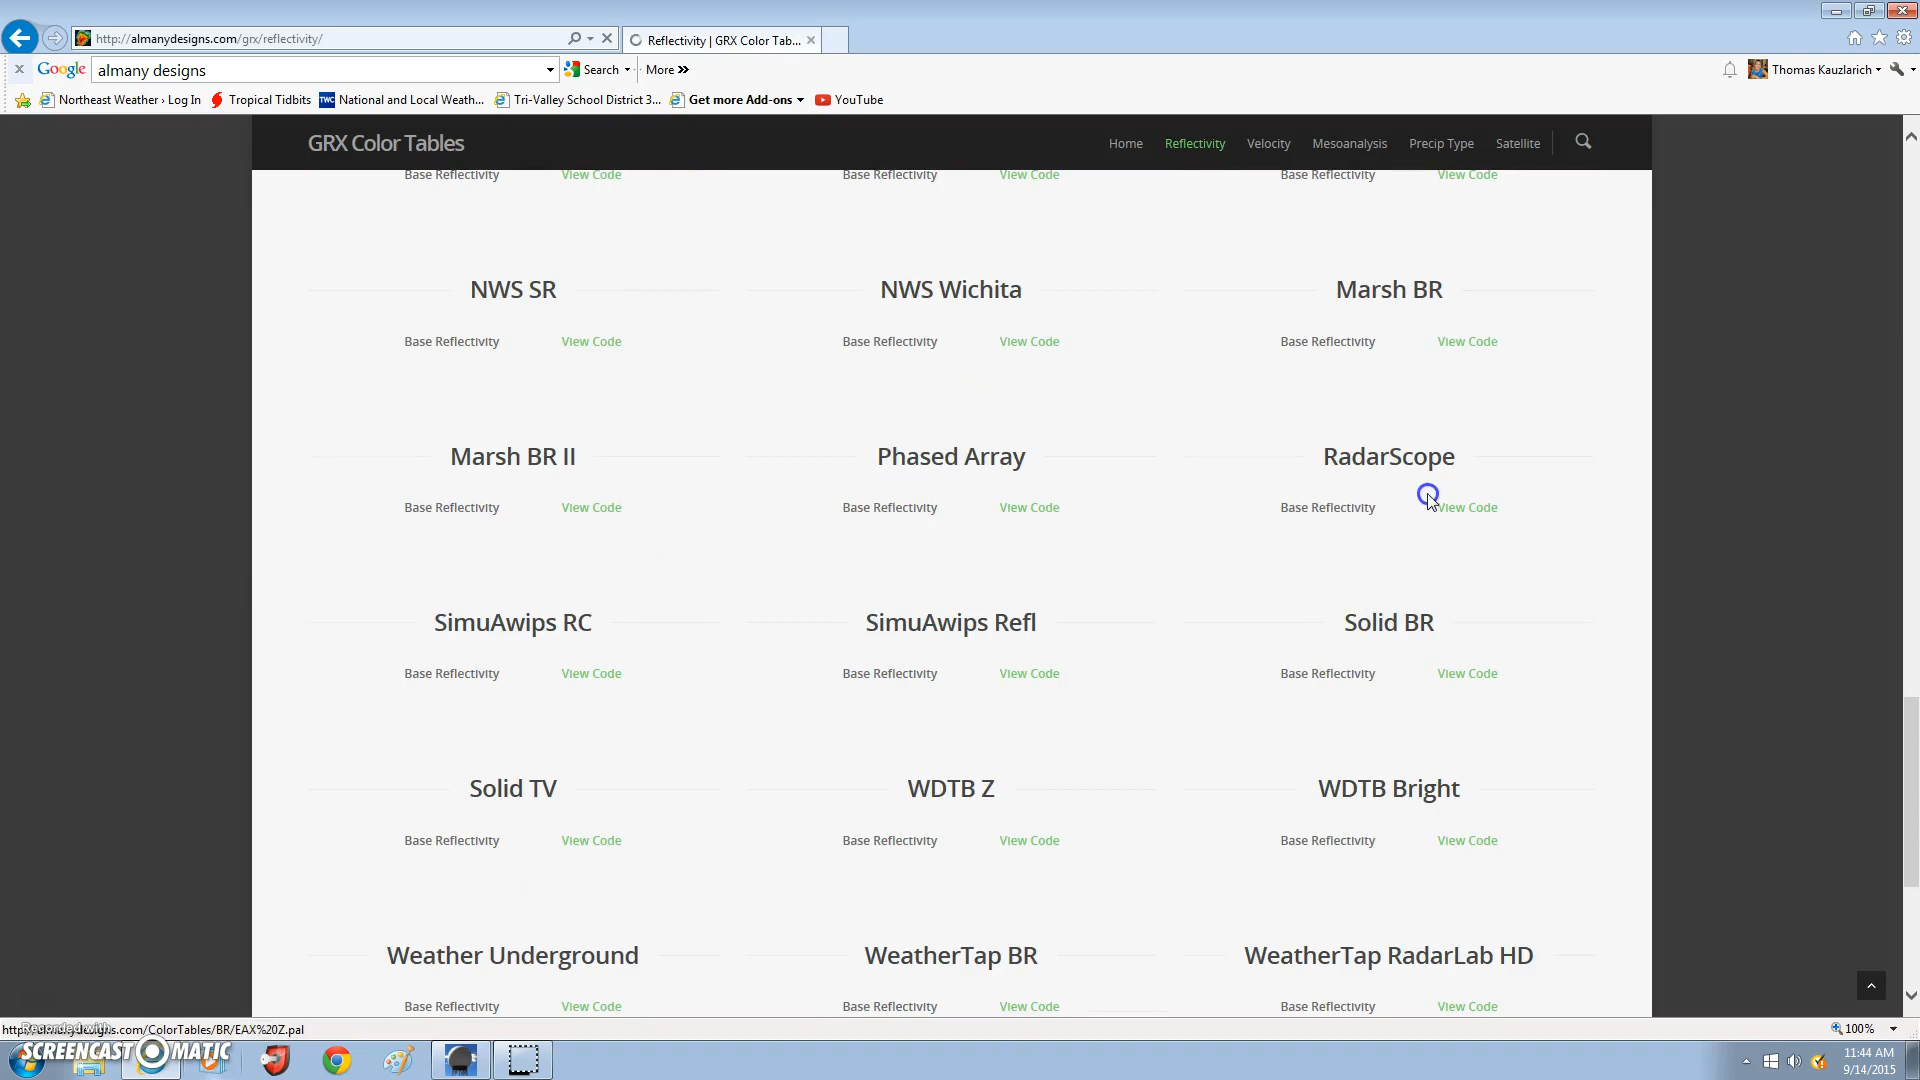 http://almanydesigns.com/grx/reflectivity/
Reflectivity | GRX Color Tab...
Google
almany designs
Search
More »
Thomas Kauzlarich
Northeast Weather › Log In
Tropical Tidbits
TWC
National and Local Weath...
Tri-Valley School District 3...
Get more Add-ons
YouTube
GRX Color Tables
Home
Reflectivity
Velocity
Mesoanalysis
Precip Type
Satellite
Base Reflectivity View Code
Base Reflectivity View Code
Base Reflectivity View Code
NWS SR
NWS Wichita
Marsh BR
Base Reflectivity View Code
Base Reflectivity View Code
Base Reflectivity View Code
Marsh BR II
Phased Array
RadarScope
Base Reflectivity View Code
Base Reflectivity View Code
Base Reflectivity View Code
SimuAwips RC
SimuAwips Refl
Solid BR
Base Reflectivity View Code
Base Reflectivity View Code
Base Reflectivity View Code
Solid TV
WDTB Z
WDTB Bright
Base Reflectivity View Code
Base Reflectivity View Code
Base Reflectivity View Code
Weather Underground
WeatherTap BR
WeatherTap RadarLab HD
Base Reflectivity View Code
Base Reflectivity View Code
Base Reflectivity View Code
http://almanydesigns.com/ColorTables/BR/EAX%20Z.pal
100%
Recorded with
SCREENCAST MATIC
11:44 AM
9/14/2015